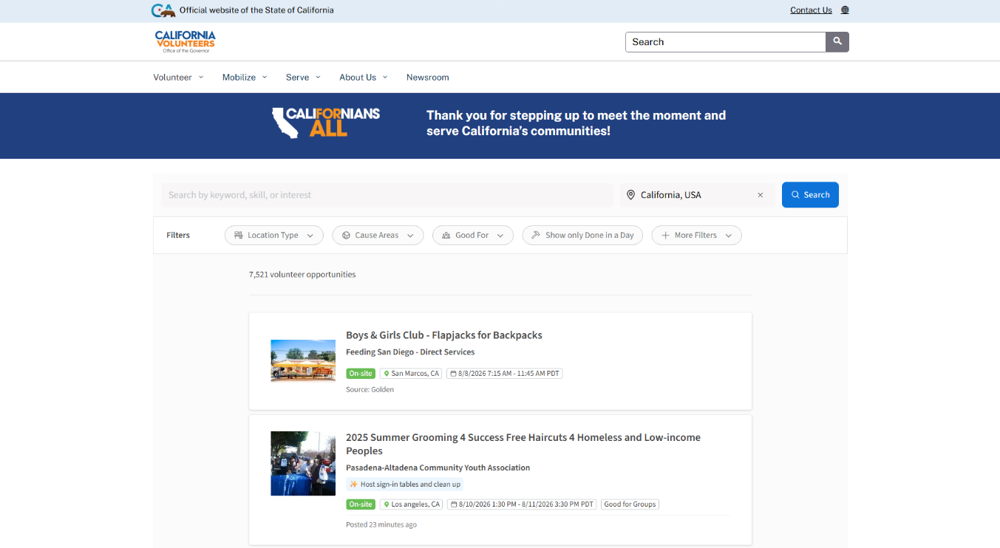 Official website of the State of California
Contact Us
CALIFORNIA
VOLUNTEERS
Office of the Governor
Search
Volunteer
Mobilize
Serve
About Us
Newsroom
CALIFORNIANS
ALL
Thank you for stepping up to meet the moment and
serve California's communities!
Search by keyword, skill, or interest
California, USA
Search
Filters
Location Type
Cause Areas
Good For
Show only Done in a Day
More Filters
7,521 volunteer opportunities
Boys & Girls Club - Flapjacks for Backpacks
Feeding San Diego - Direct Services
On-site
San Marcos, CA
8/8/2026 7:15 AM - 11:45 AM PDT
Source: Golden
2025 Summer Grooming 4 Success Free Haircuts 4 Homeless and Low-income
Peoples
Pasadena-Altadena Community Youth Association
Host sign-in tables and clean up
On-site
Los angeles, CA
8/10/2026 1:30 PM - 8/11/2026 3:30 PM PDT
Good for Groups
Posted 23 minutes ago